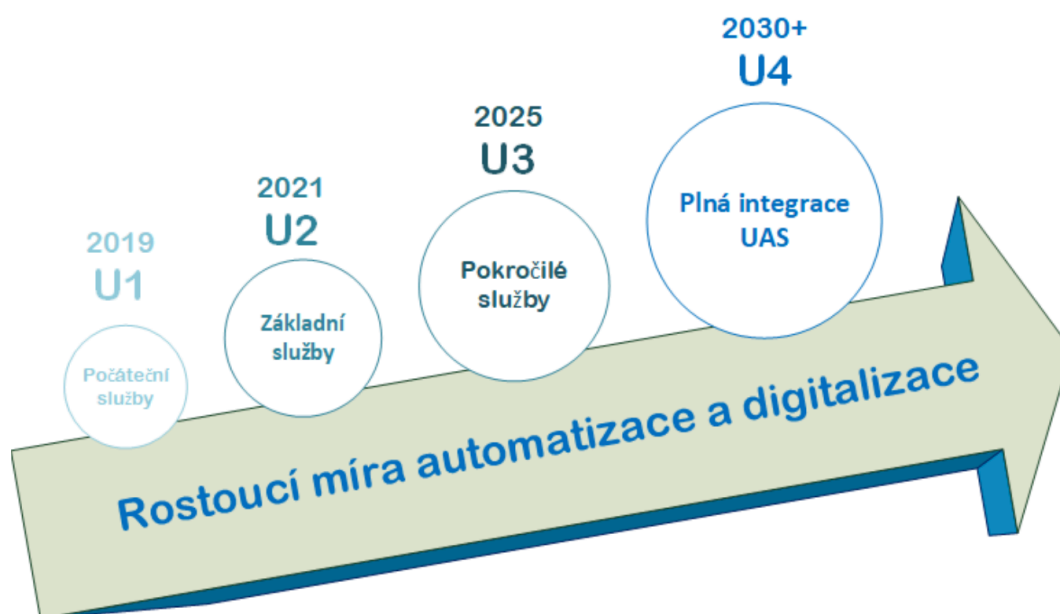 2019
U1
Počáteční
služby
2021
U2
Základní
služby
2025
U3
Pokročilé
služby
2030+
U4
Plná integrace
UAS
Rostoucí míra automatizace a digitalizace